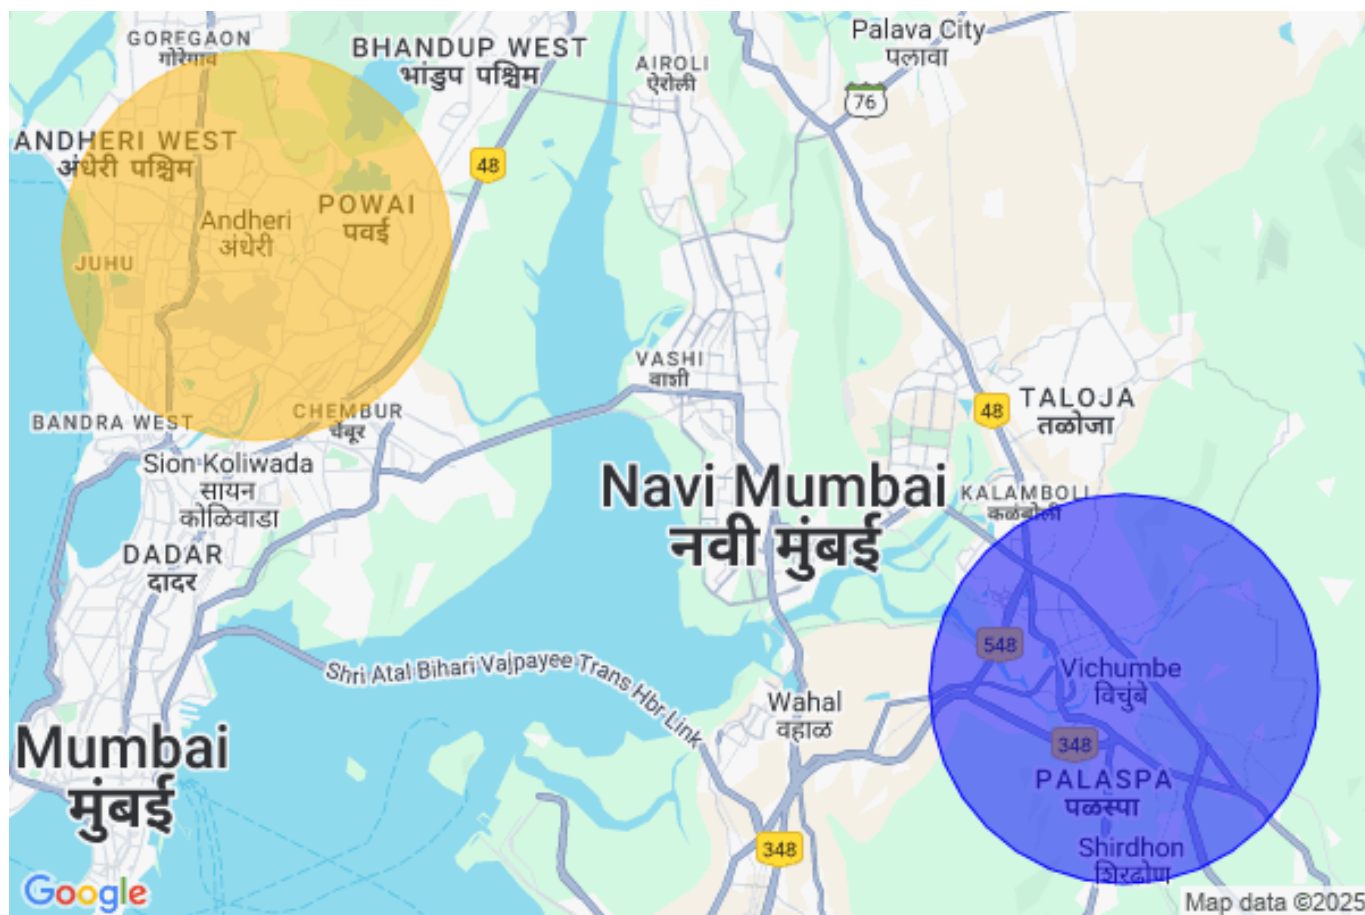 GOREGAON
गोरेगाव
BHANDUP WEST
भांडुप पश्चिम
AIROLI
ऐरोली
Palava City
पलावा
76
ANDHERI WEST
अंधेरी पश्चिम
48
POWAI
पवई
Andheri
अंधेरी
JUHU
VASHI
वाशी
TALOJA
तळोजा
48
BANDRA WEST
CHEMBUR
चेंबूर
Sion Koliwada
सायन
कोळिवाडा
Navi Mumbai
नवी मुंबई
KALAMBOLI
कळंबोली
DADAR
दादर
548
Vichumbe
विचुंबे
Shri Atal Bihari Vajpayee Trans Hbr Link
Wahal
वहाळ
Mumbai
मुंबई
348
PALASPA
पळस्पा
348
Shirdhon
शिरढोण
Google
Map data ©2025